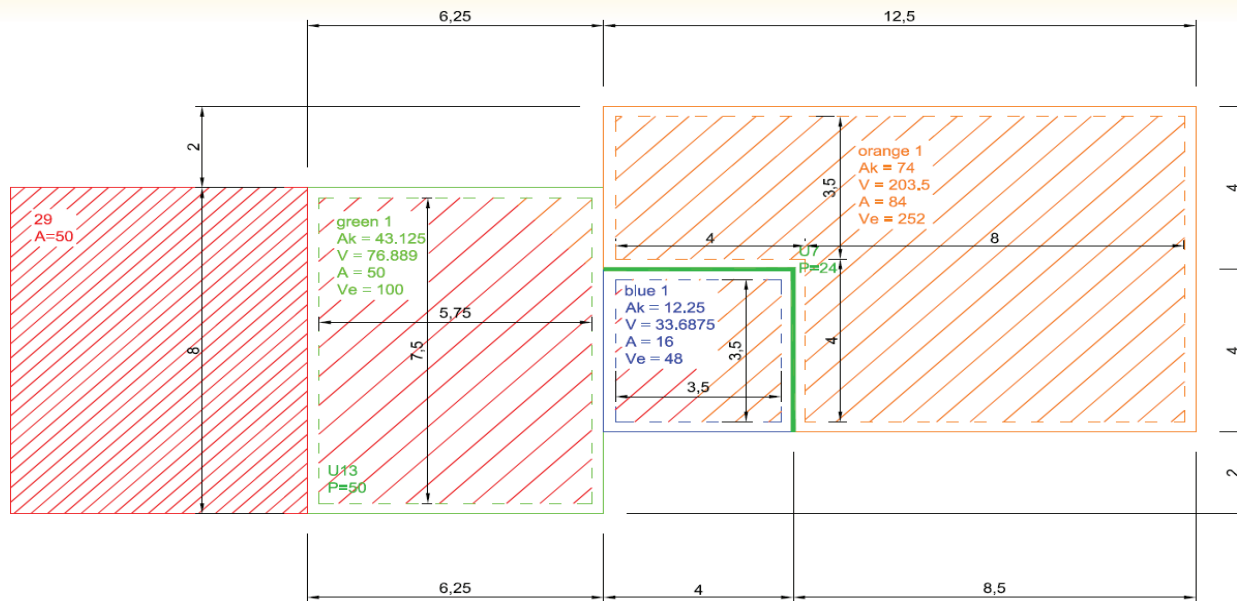 6,25
12,5
2
29
A=50
green 1
Ak = 43.125
V = 76.889
A = 50
Ve = 100
orange 1
Ak = 74
V = 203.5
A = 84
Ve = 252
3,5
4
4
8
U7
P=24
blue 1
Ak = 12.25
V = 33.6875
A = 16
Ve = 48
5,75
7,5
8
3,5
3,5
4
4
U13
P=50
2
6,25
4
8,5